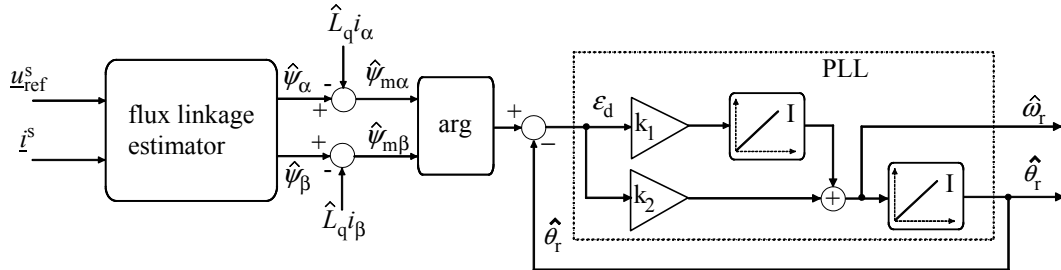 u^s_ref
i^s
flux linkage
estimator
ψ̂_α
ψ̂_β
L̂_q i_α
L̂_q i_β
-
+
+
-
ψ̂_mα
ψ̂_mβ
arg
+
−
θ̂_r
PLL
ε_d
k_1
k_2
I
+
I
ω̂_r
θ̂_r